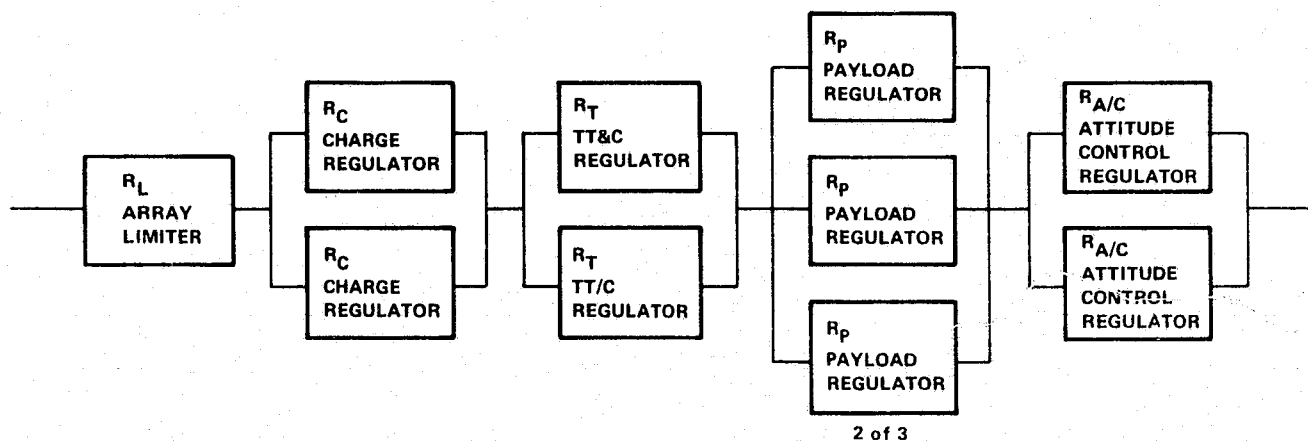 R_L
ARRAY
LIMITER
R_C
CHARGE
REGULATOR
R_C
CHARGE
REGULATOR
R_T
TT&C
REGULATOR
R_T
TT/C
REGULATOR
R_P
PAYLOAD
REGULATOR
R_P
PAYLOAD
REGULATOR
R_P
PAYLOAD
REGULATOR
2 of 3
R_A/C
ATTITUDE
CONTROL
REGULATOR
R_A/C
ATTITUDE
CONTROL
REGULATOR